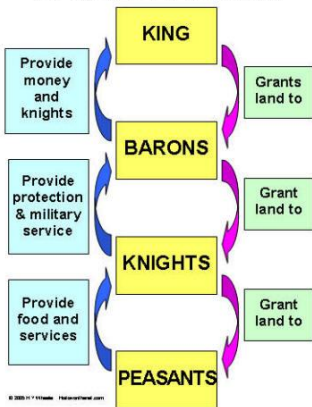 KING
Provide
money
and
knights
Grants
land to
BARONS
Provide
protection
& military
service
Grant
land to
KNIGHTS
Provide
food and
services
Grant
land to
PEASANTS
© 2005 H Y